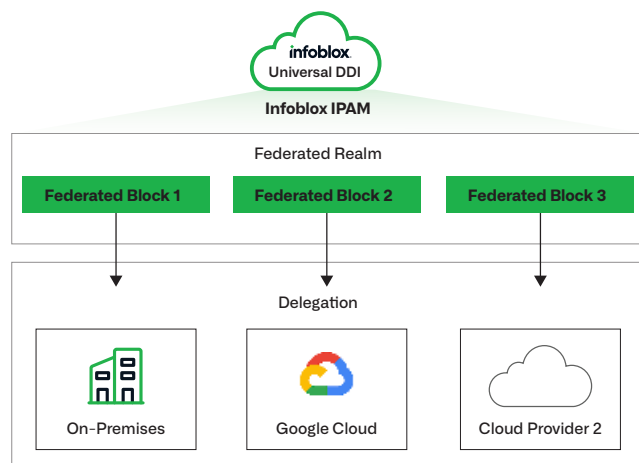 infoblox.
Universal DDI
Infoblox IPAM
Federated Realm
Federated Block 1
Federated Block 2
Federated Block 3
Delegation
On-Premises
Google Cloud
Cloud Provider 2